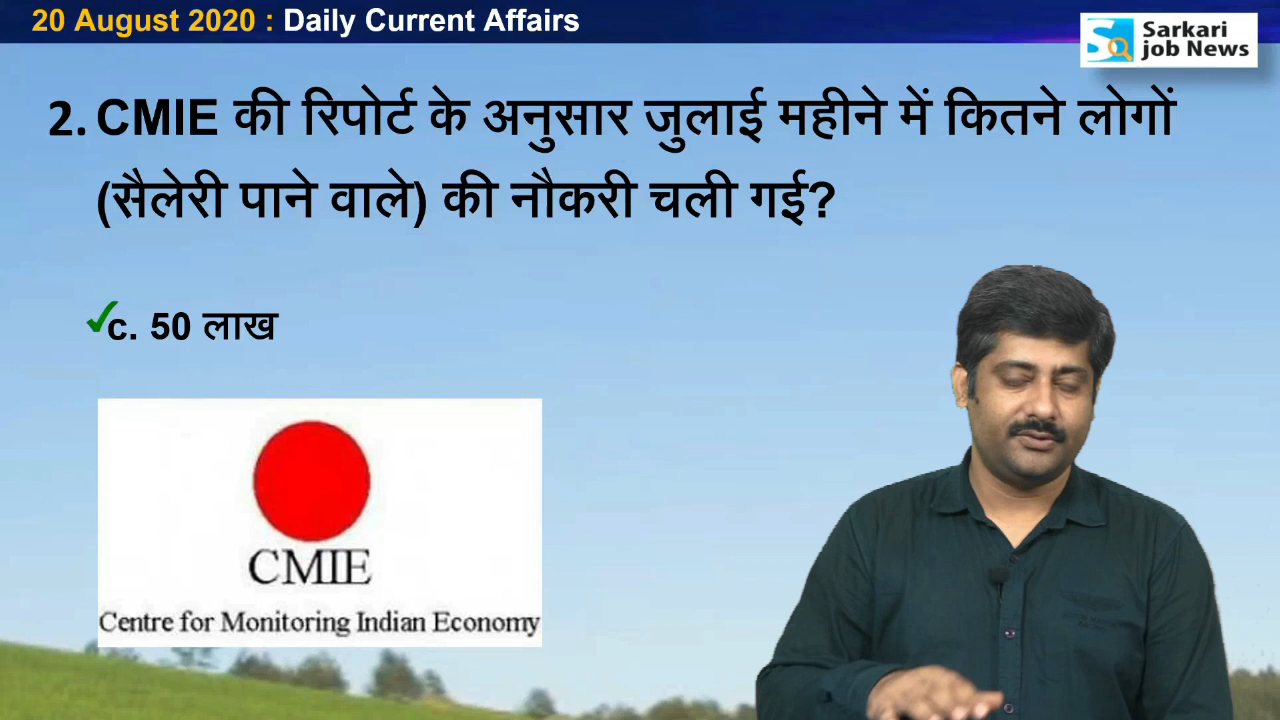 20 August 2020 : Daily Current Affairs
Sarkari
job News
2. CMIE की रिपोर्ट के अनुसार जुलाई महीने में कितने लोगों
(सैलेरी पाने वाले) की नौकरी चली गई?
c. 50 लाख
CMIE
Centre for Monitoring Indian Economy